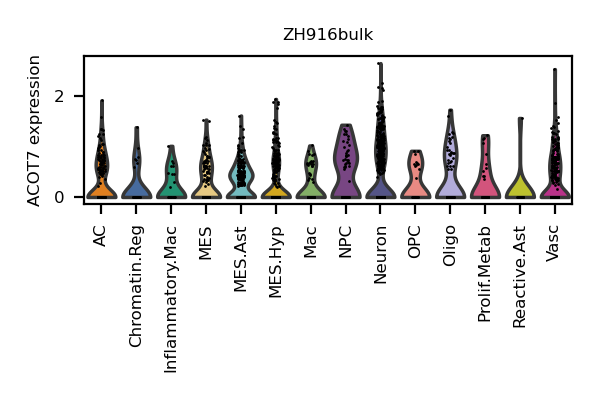 ZH916bulk
ACOT7 expression
2
0
AC
Chromatin.Reg
Inflammatory.Mac
MES
MES.Ast
MES.Hyp
Mac
NPC
Neuron
OPC
Oligo
Prolif.Metab
Reactive.Ast
Vasc